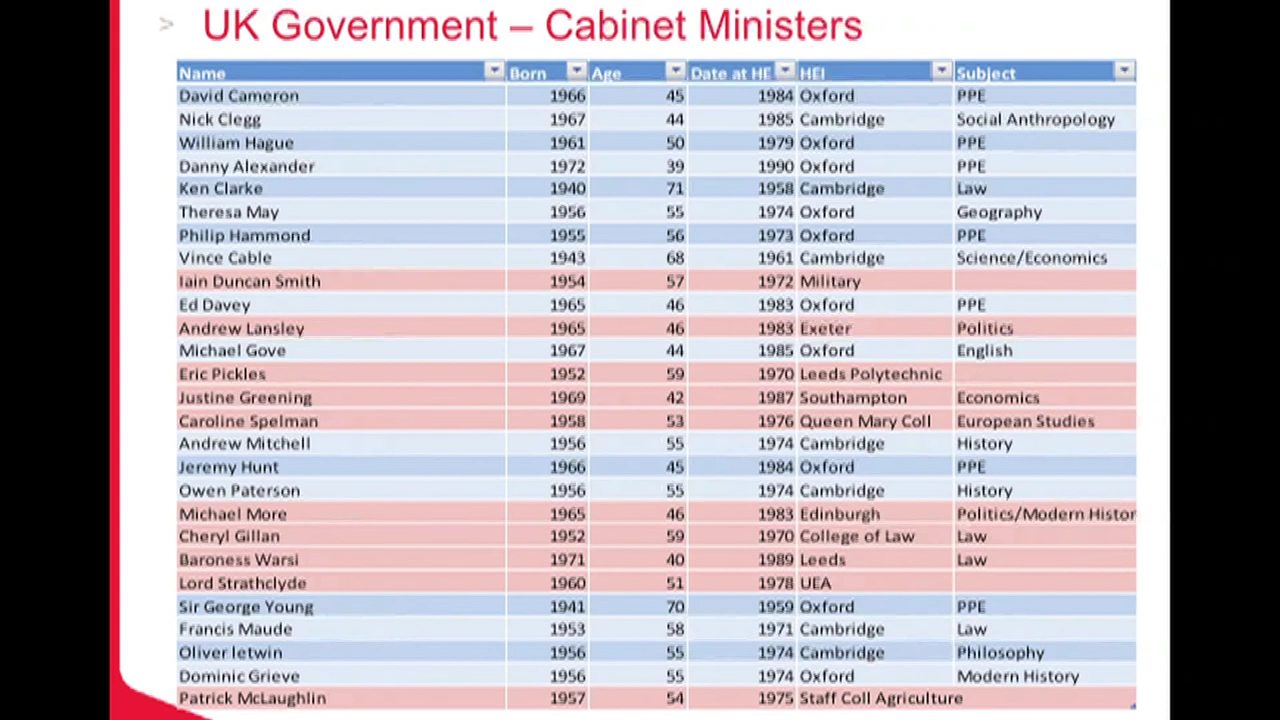 > UK Government – Cabinet Ministers
Name Born Age Date at HE HEI Subject
David Cameron 1966 45 1984 Oxford PPE
Nick Clegg 1967 44 1985 Cambridge Social Anthropology
William Hague 1961 50 1979 Oxford PPE
Danny Alexander 1972 39 1990 Oxford PPE
Ken Clarke 1940 71 1958 Cambridge Law
Theresa May 1956 55 1974 Oxford Geography
Philip Hammond 1955 56 1973 Oxford PPE
Vince Cable 1943 68 1961 Cambridge Science/Economics
Iain Duncan Smith 1954 57 1972 Military
Ed Davey 1965 46 1983 Oxford PPE
Andrew Lansley 1965 46 1983 Exeter Politics
Michael Gove 1967 44 1985 Oxford English
Eric Pickles 1952 59 1970 Leeds Polytechnic
Justine Greening 1969 42 1987 Southampton Economics
Caroline Spelman 1958 53 1976 Queen Mary Coll European Studies
Andrew Mitchell 1956 55 1974 Cambridge History
Jeremy Hunt 1966 45 1984 Oxford PPE
Owen Paterson 1956 55 1974 Cambridge History
Michael More 1965 46 1983 Edinburgh Politics/Modern Histor
Cheryl Gillan 1952 59 1970 College of Law Law
Baroness Warsi 1971 40 1989 Leeds Law
Lord Strathclyde 1960 51 1978 UEA
Sir George Young 1941 70 1959 Oxford PPE
Francis Maude 1953 58 1971 Cambridge Law
Oliver letwin 1956 55 1974 Cambridge Philosophy
Dominic Grieve 1956 55 1974 Oxford Modern History
Patrick McLaughlin 1957 54 1975 Staff Coll Agriculture